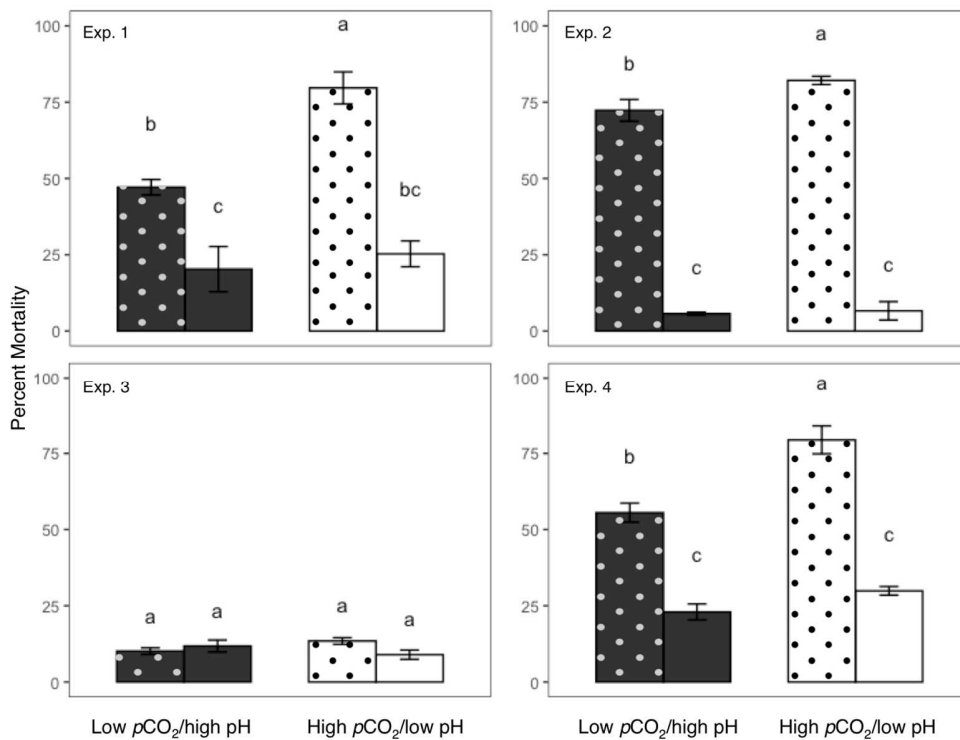 Percent Mortality
Exp. 1
100
75
50
25
0
b
c
a
bc
Exp. 2
100
75
50
25
0
b
c
a
c
Exp. 3
100
75
50
25
0
a
a
a
a
Exp. 4
100
75
50
25
0
b
c
a
c
Low pCO₂/high pH
High pCO₂/low pH
Low pCO₂/high pH
High pCO₂/low pH